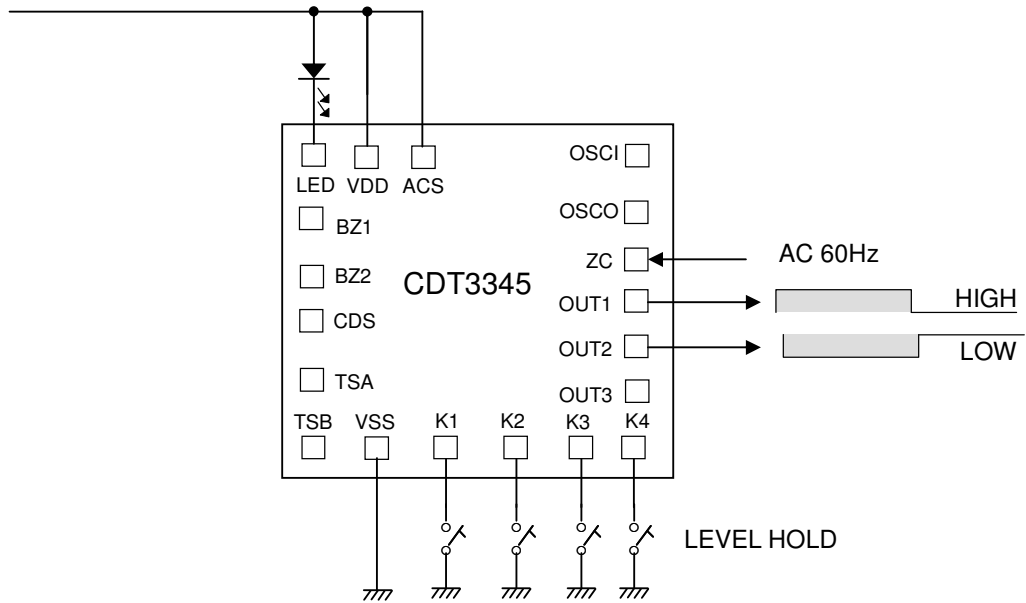 OSCI
LED VDD ACS
OSCO
BZ1
ZC
AC 60Hz
BZ2
CDT3345
OUT1
HIGH
CDS
OUT2
LOW
TSA
OUT3
TSB VSS K1 K2 K3 K4
LEVEL HOLD